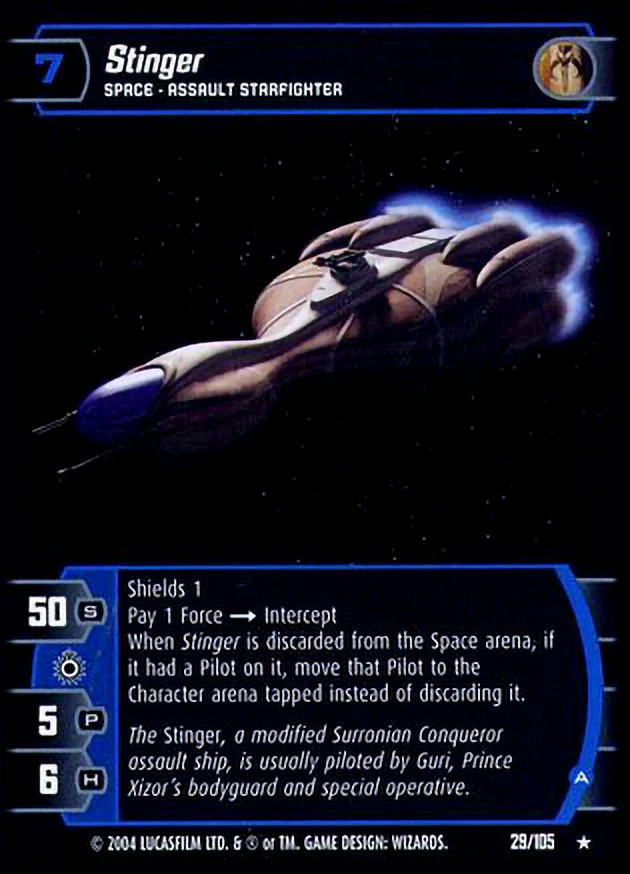 7
Stinger
SPACE - ASSAULT STARFIGHTER
50 S
5 P
6 H
Shields 1
Pay 1 Force → Intercept
When Stinger is discarded from the Space arena, if
it had a Pilot on it, move that Pilot to the
Character arena tapped instead of discarding it.
The Stinger, a modified Surronian Conqueror
assault ship, is usually piloted by Guri, Prince
Xizor's bodyguard and special operative.
A
© 2004 LUCASFILM LTD. & ® or TM. GAME DESIGN: WIZARDS.
29/105 ★